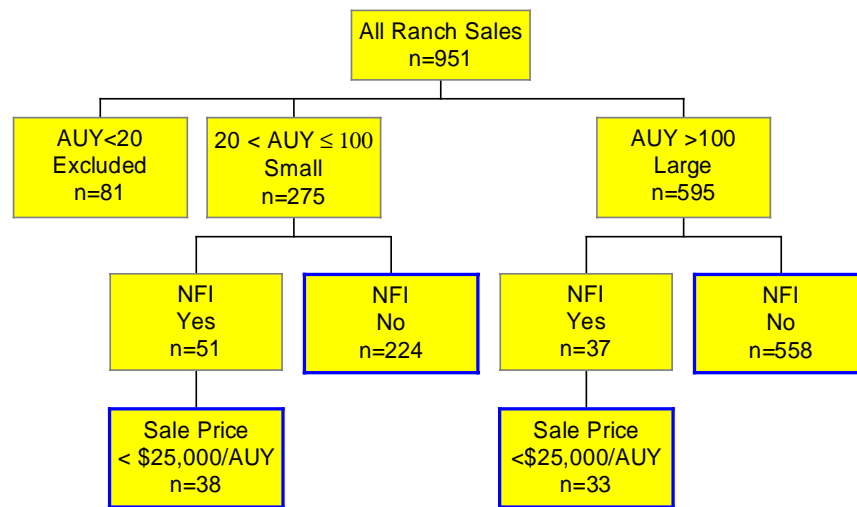 All Ranch Sales
n=951
AUY<20
Excluded
n=81
20 < AUY ≤ 100
Small
n=275
AUY >100
Large
n=595
NFI
Yes
n=51
NFI
No
n=224
NFI
Yes
n=37
NFI
No
n=558
Sale Price
< $25,000/AUY
n=38
Sale Price
<$25,000/AUY
n=33